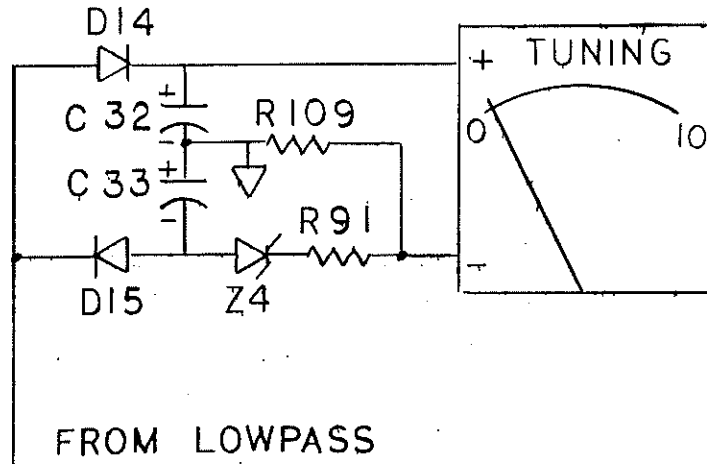 D14
TUNING
+
+
C 32
-
R109
0
10
+
C 33
-
R91
-
D15
Z4
FROM LOWPASS